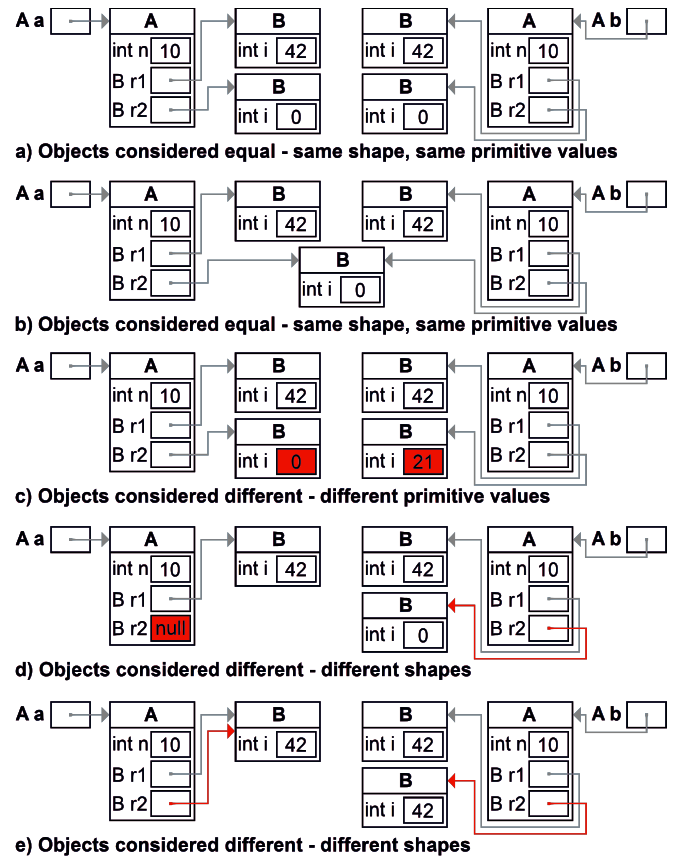 A a A B B A A b
int n 10 int i 42 int i 42 int n 10
B r1 B B B r1
B r2 int i 0 int i 0 B r2
a) Objects considered equal - same shape, same primitive values
A a A B B A A b
int n 10 int i 42 int i 42 int n 10
B r1 B r1
B r2 B B r2
int i 0
b) Objects considered equal - same shape, same primitive values
A a A B B A A b
int n 10 int i 42 int i 42 int n 10
B r1 B B B r1
B r2 int i 0 int i 21 B r2
c) Objects considered different - different primitive values
A a A B B A A b
int n 10 int i 42 int i 42 int n 10
B r1 B B r1
B r2 null int i 0 B r2
d) Objects considered different - different shapes
A a A B B A A b
int n 10 int i 42 int i 42 int n 10
B r1 B B r1
B r2 int i 42 B r2
e) Objects considered different - different shapes